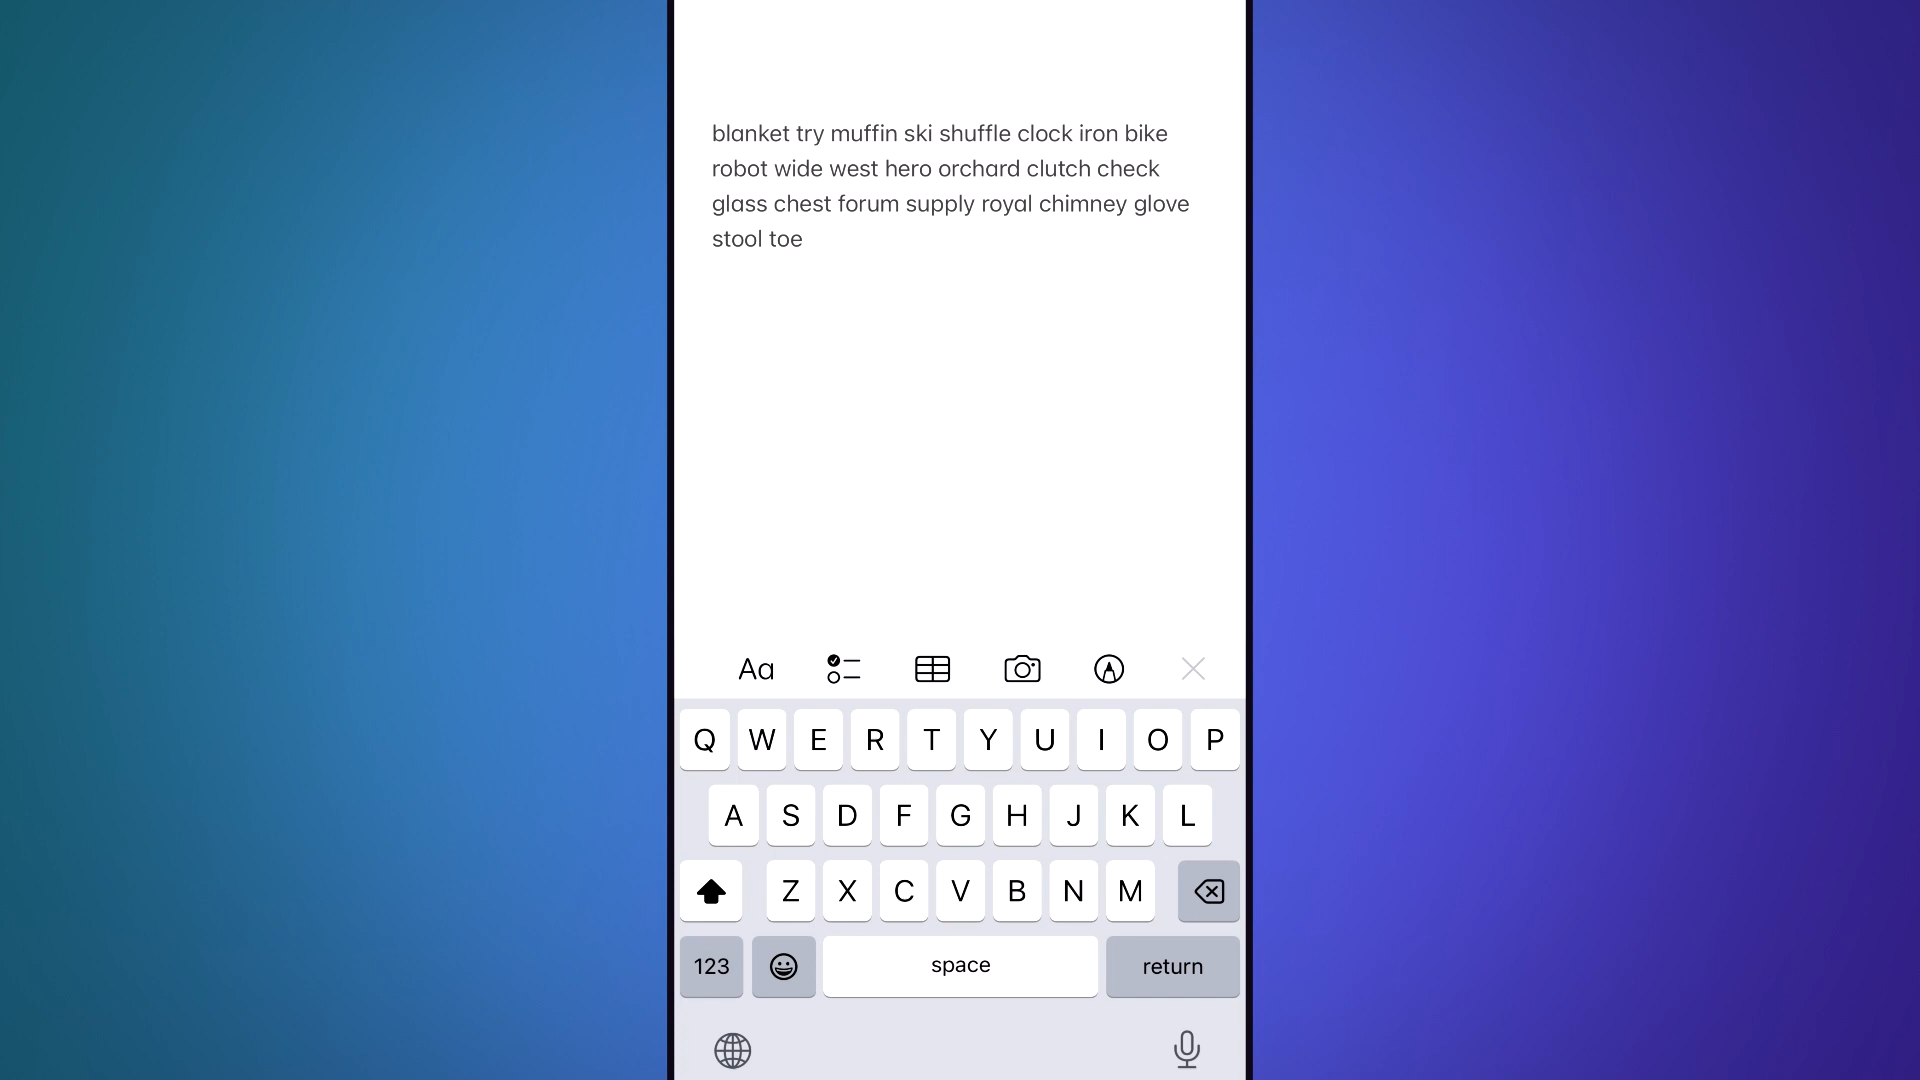 blanket try muffin ski shuffle clock iron bike
robot wide west hero orchard clutch check
glass chest forum supply royal chimney glove
stool toe
Aa
Q W E R T Y U I O P
A S D F G H J K L
Z X C V B N M
123 space return